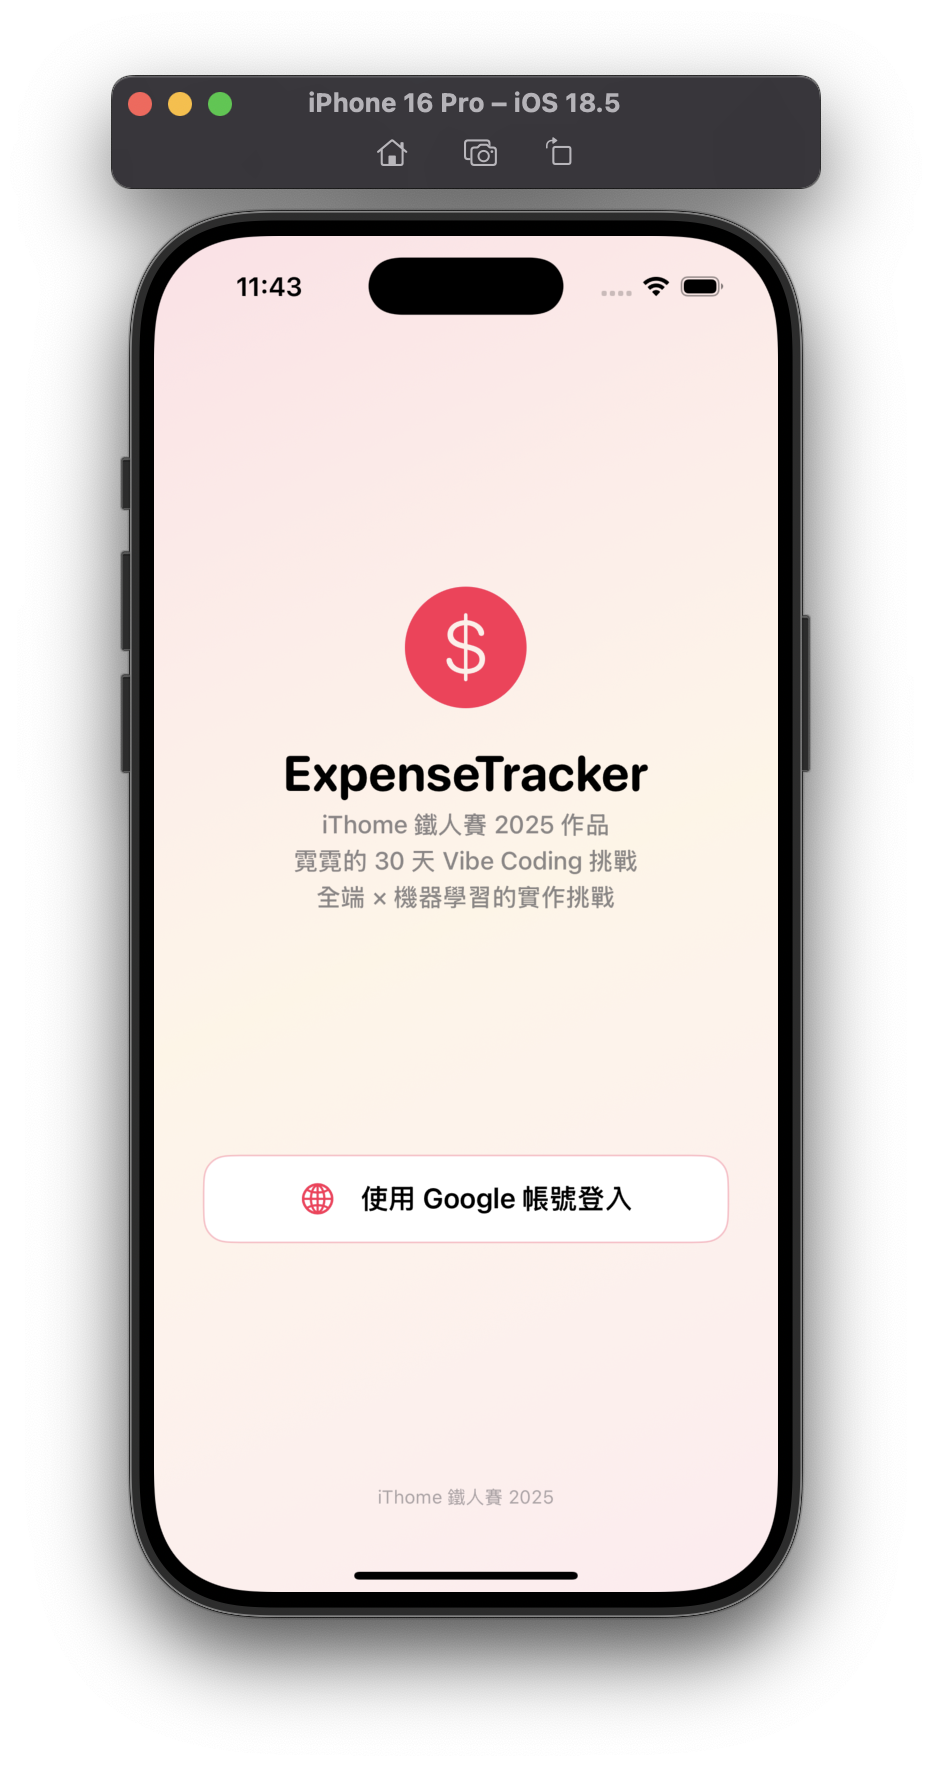 iPhone 16 Pro – iOS 18.5
11:43
$
ExpenseTracker
iThome 鐵人賽 2025 作品
霓霓的 30 天 Vibe Coding 挑戰
全端 × 機器學習的實作挑戰
使用 Google 帳號登入
iThome 鐵人賽 2025